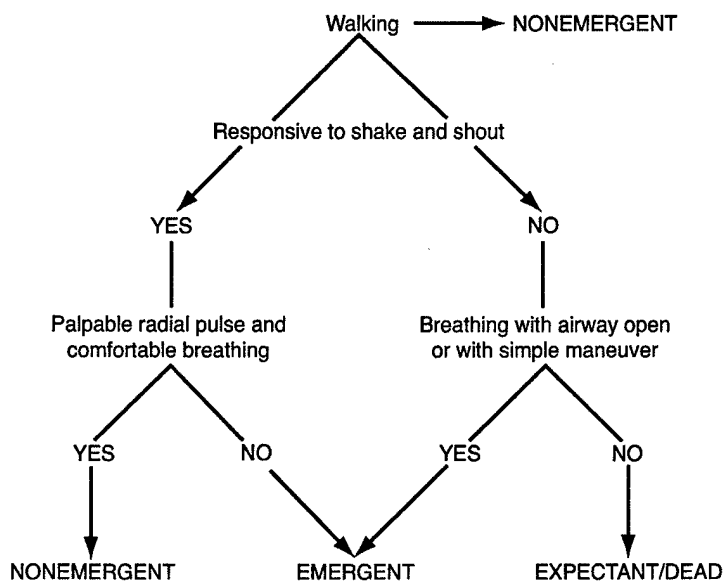 Walking NONEMERGENT
Responsive to shake and shout
YES NO
Palpable radial pulse and
comfortable breathing
Breathing with airway open
or with simple maneuver
YES NO YES NO
NONEMERGENT EMERGENT EXPECTANT/DEAD